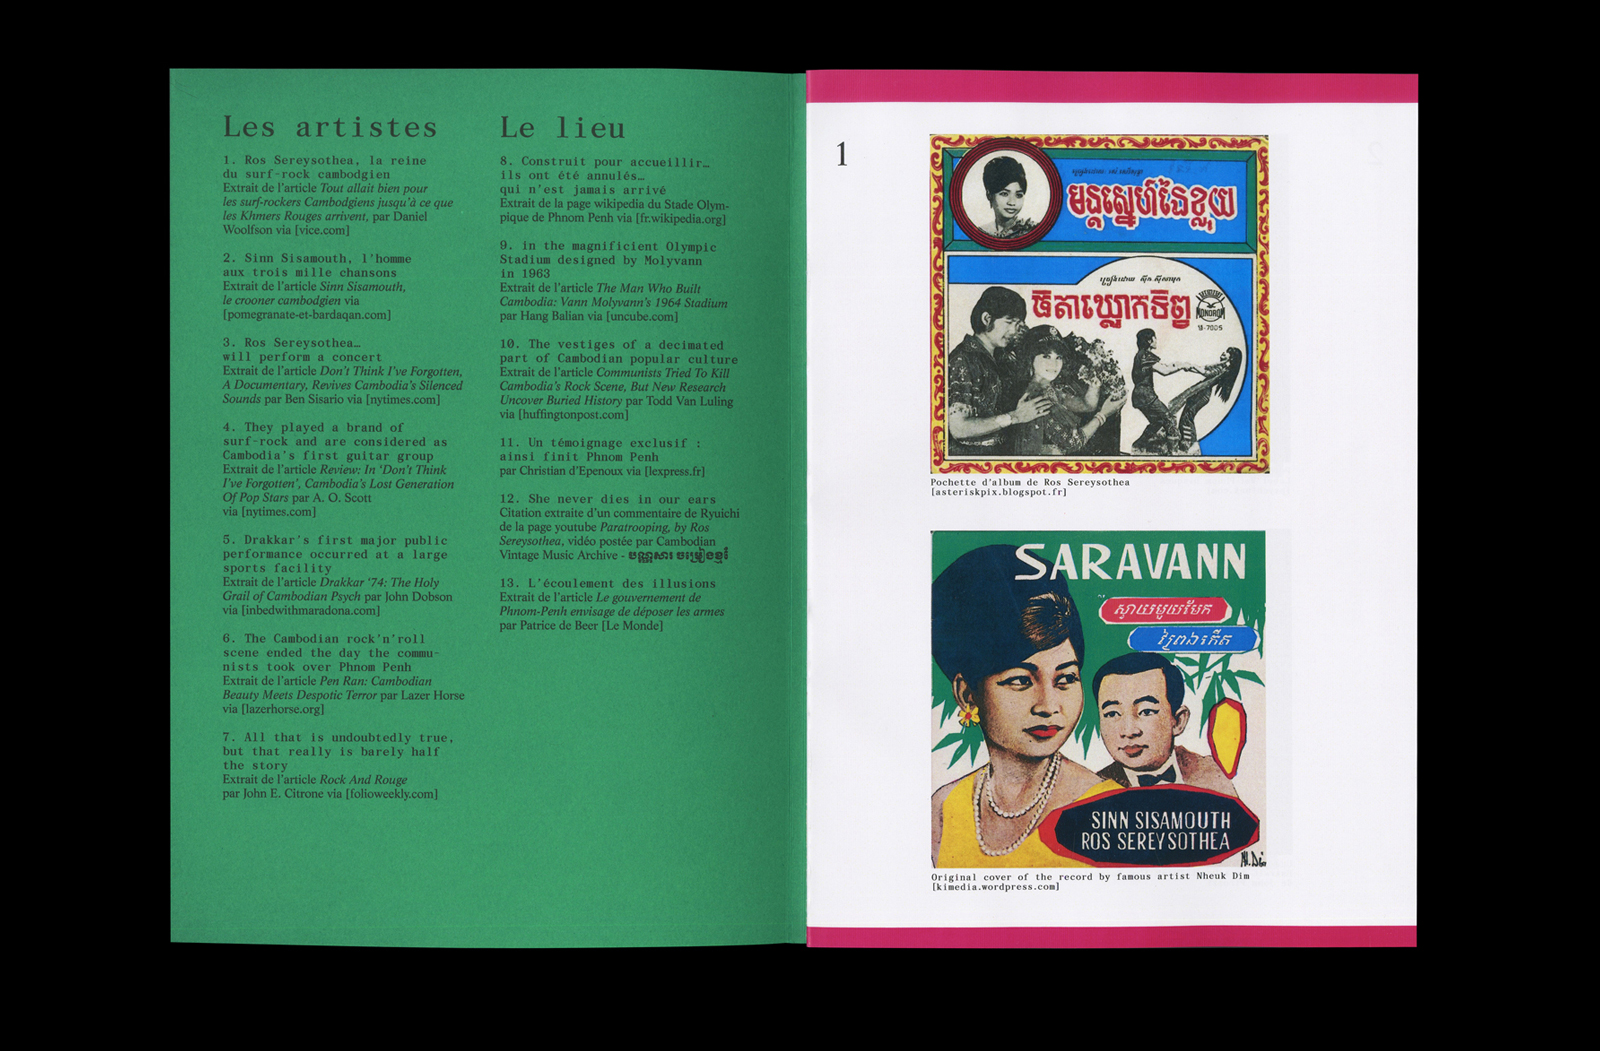 Les artistes
1. Ros Sereysothea, la reine
du surf-rock cambodgien
Extrait de l'article Tout allait bien pour
les surf-rockers Cambodgiens jusqu'à ce que
les Khmers Rouges arrivent, par Daniel
Woolfson via [vice.com]
2. Sinn Sisamouth, l'homme
aux trois mille chansons
Extrait de l'article Sinn Sisamouth,
le crooner cambodgien via
[pomegranate-et-bardaqan.com]
3. Ros Sereysothea…
will perform a concert
Extrait de l'article Don't Think I've Forgotten,
A Documentary, Revives Cambodia's Silenced
Sounds par Ben Sisario via [nytimes.com]
4. They played a brand of
surf-rock and are considered as
Cambodia's first guitar group
Extrait de l'article Review: In 'Don't Think
I've Forgotten', Cambodia's Lost Generation
Of Pop Stars par A. O. Scott
via [nytimes.com]
5. Drakkar's first major public
performance occurred at a large
sports facility
Extrait de l'article Drakkar '74: The Holy
Grail of Cambodian Psych par John Dobson
via [inbedwithmaradona.com]
6. The Cambodian rock'n'roll
scene ended the day the commu-
nists took over Phnom Penh
Extrait de l'article Pen Ran: Cambodian
Beauty Meets Despotic Terror par Lazer Horse
via [lazerhorse.org]
7. All that is undoubtedly true,
but that really is barely half
the story
Extrait de l'article Rock And Rouge
par John E. Citrone via [folioweekly.com]
Le lieu
8. Construit pour accueillir…
ils ont été annulés…
qui n'est jamais arrivé
Extrait de la page wikipedia du Stade Olym-
pique de Phnom Penh via [fr.wikipedia.org]
9. in the magnificient Olympic
Stadium designed by Molyvann
in 1963
Extrait de l'article The Man Who Built
Cambodia: Vann Molyvann's 1964 Stadium
par Hang Balian via [uncube.com]
10. The vestiges of a decimated
part of Cambodian popular culture
Extrait de l'article Communists Tried To Kill
Cambodia's Rock Scene, But New Research
Uncover Buried History par Todd Van Luling
via [huffingtonpost.com]
11. Un témoignage exclusif :
ainsi finit Phnom Penh
par Christian d'Epenoux via [lexpress.fr]
12. She never dies in our ears
Citation extraite d'un commentaire de Ryuichi
de la page youtube Paratrooping, by Ros
Sereysothea, vidéo postée par Cambodian
Vintage Music Archive - បណ្ណសារ ចម្រៀងខ្មែរ
13. L'écoulement des illusions
Extrait de l'article Le gouvernement de
Phnom-Penh envisage de déposer les armes
par Patrice de Beer [Le Monde]
1
មន្តស្នេហ៍នៃខ្លុយ
ធិតាឃ្លោកទិព្វ
MONOROM
Pochette d'album de Ros Sereysothea
[asteriskpix.blogspot.fr]
SARAVANN
ស្វាយមួយមែក
ព្រៃងកើត
SINN SISAMOUTH
ROS SEREYSOTHEA
Original cover of the record by famous artist Nheuk Dim
[kimedia.wordpress.com]